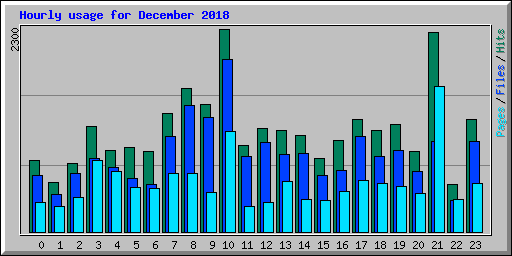 Hourly usage for December 2018
2300
Pages/Files/Hits
0 1 2 3 4 5 6 7 8 9 10 11 12 13 14 15 16 17 18 19 20 21 22 23